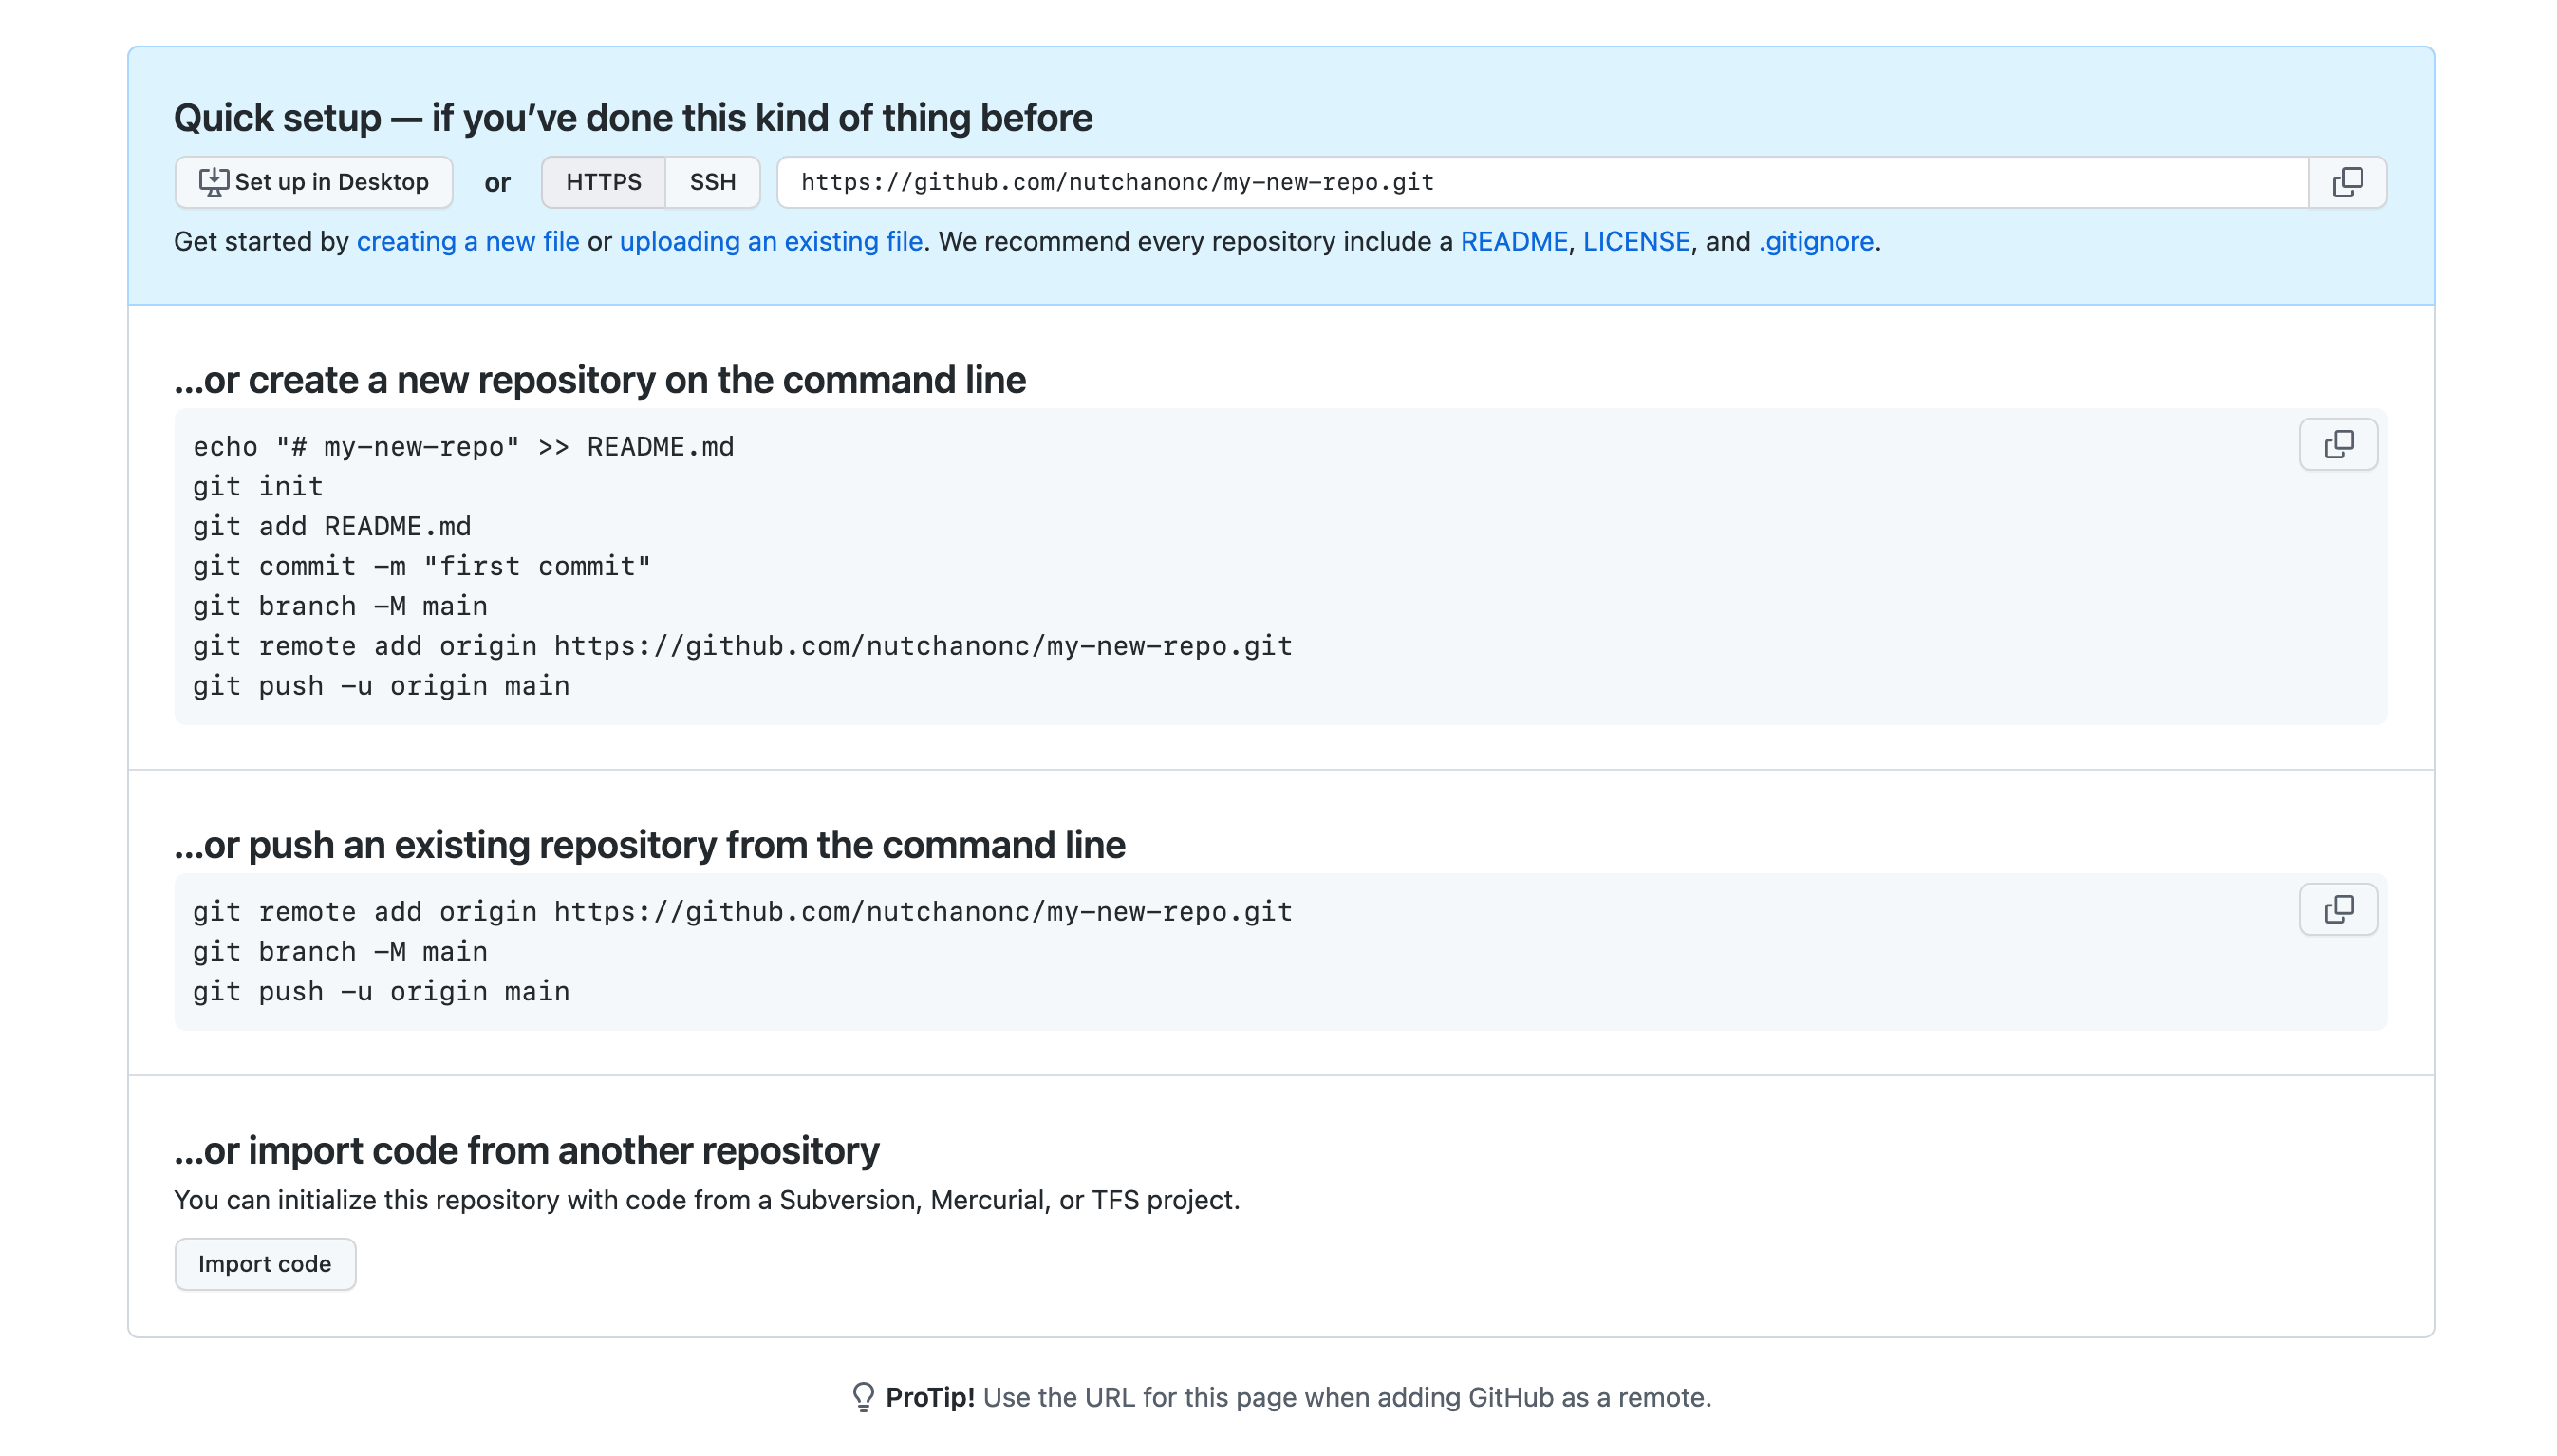 Quick setup — if you’ve done this kind of thing before
Set up in Desktop or HTTPS SSH https://github.com/nutchanonc/my-new-repo.git
Get started by creating a new file or uploading an existing file. We recommend every repository include a README, LICENSE, and .gitignore.
…or create a new repository on the command line
echo "# my-new-repo" >> README.md
git init
git add README.md
git commit -m "first commit"
git branch -M main
git remote add origin https://github.com/nutchanonc/my-new-repo.git
git push -u origin main
…or push an existing repository from the command line
git remote add origin https://github.com/nutchanonc/my-new-repo.git
git branch -M main
git push -u origin main
…or import code from another repository
You can initialize this repository with code from a Subversion, Mercurial, or TFS project.
Import code
ProTip! Use the URL for this page when adding GitHub as a remote.